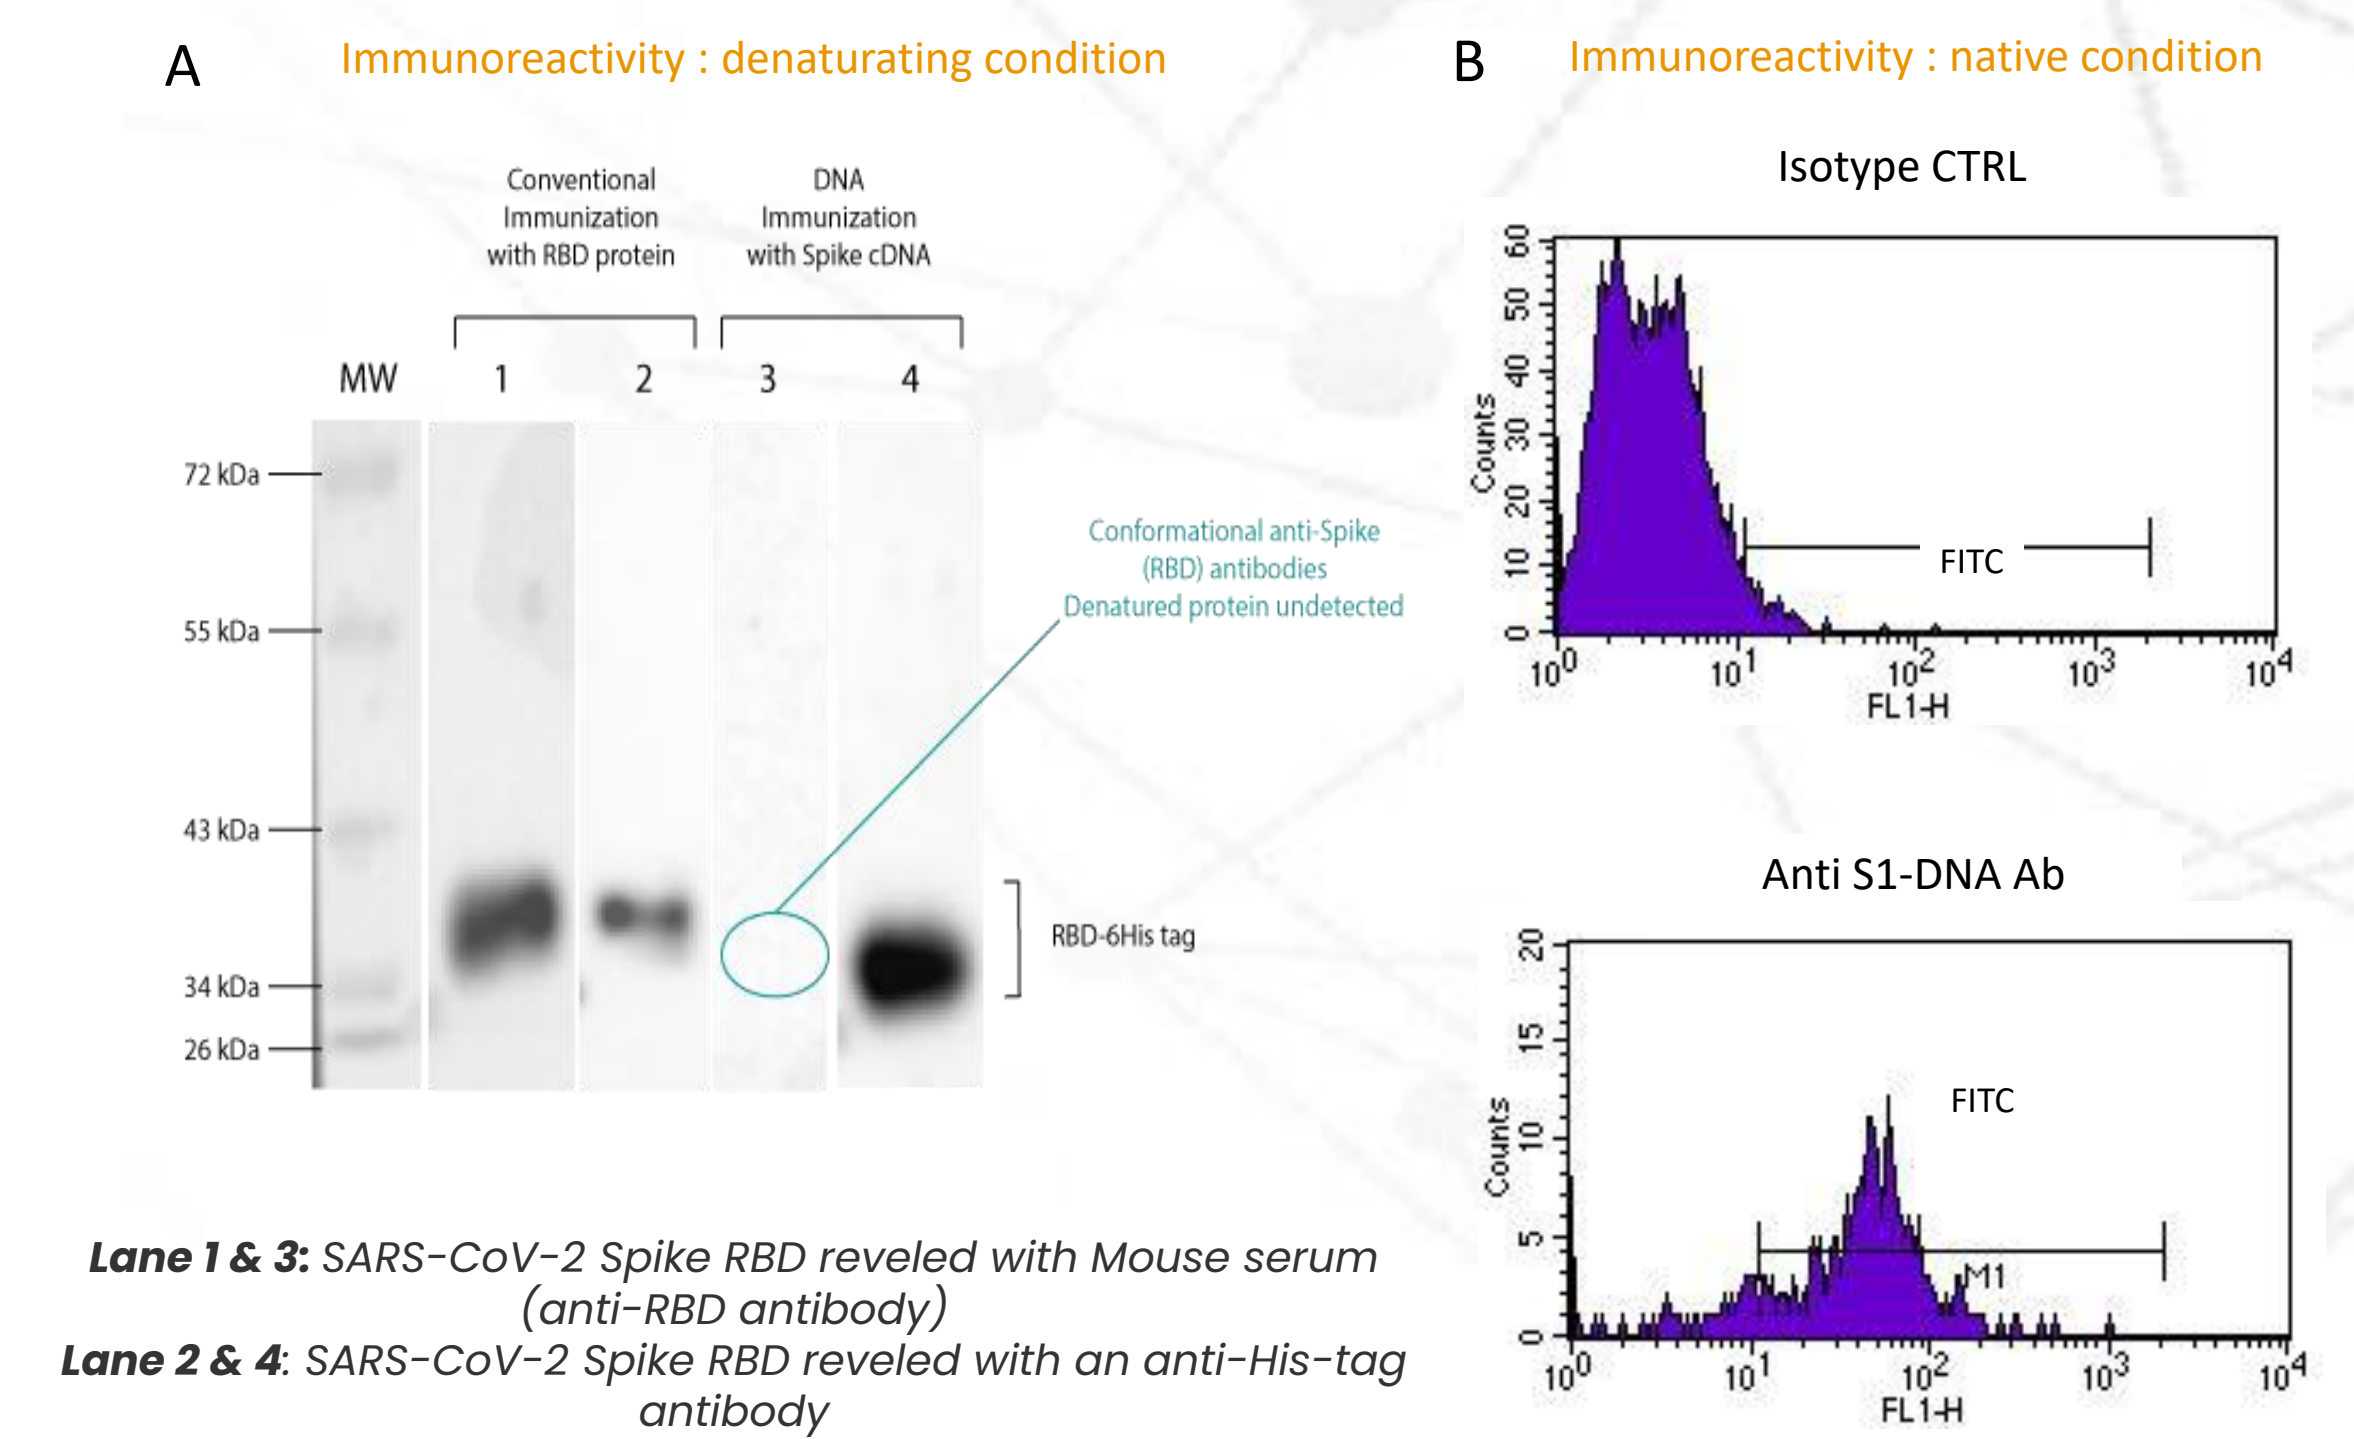 A
Immunoreactivity : denaturating condition
Conventional
Immunization
with RBD protein
DNA
Immunization
with Spike cDNA
MW
1
2
3
4
72 kDa
55 kDa
43 kDa
34 kDa
26 kDa
Conformational anti-Spike
(RBD) antibodies
Denatured protein undetected
RBD-6His tag
Lane 1 & 3: SARS-CoV-2 Spike RBD reveled with Mouse serum
(anti-RBD antibody)
Lane 2 & 4: SARS-CoV-2 Spike RBD reveled with an anti-His-tag
antibody
B
Immunoreactivity : native condition
Isotype CTRL
Counts
60
50
40
30
20
10
0
FITC
10⁰ 10¹ 10² 10³ 10⁴
FL1-H
Anti S1-DNA Ab
Counts
20
15
10
5
0
FITC
M1
10⁰ 10¹ 10² 10³ 10⁴
FL1-H